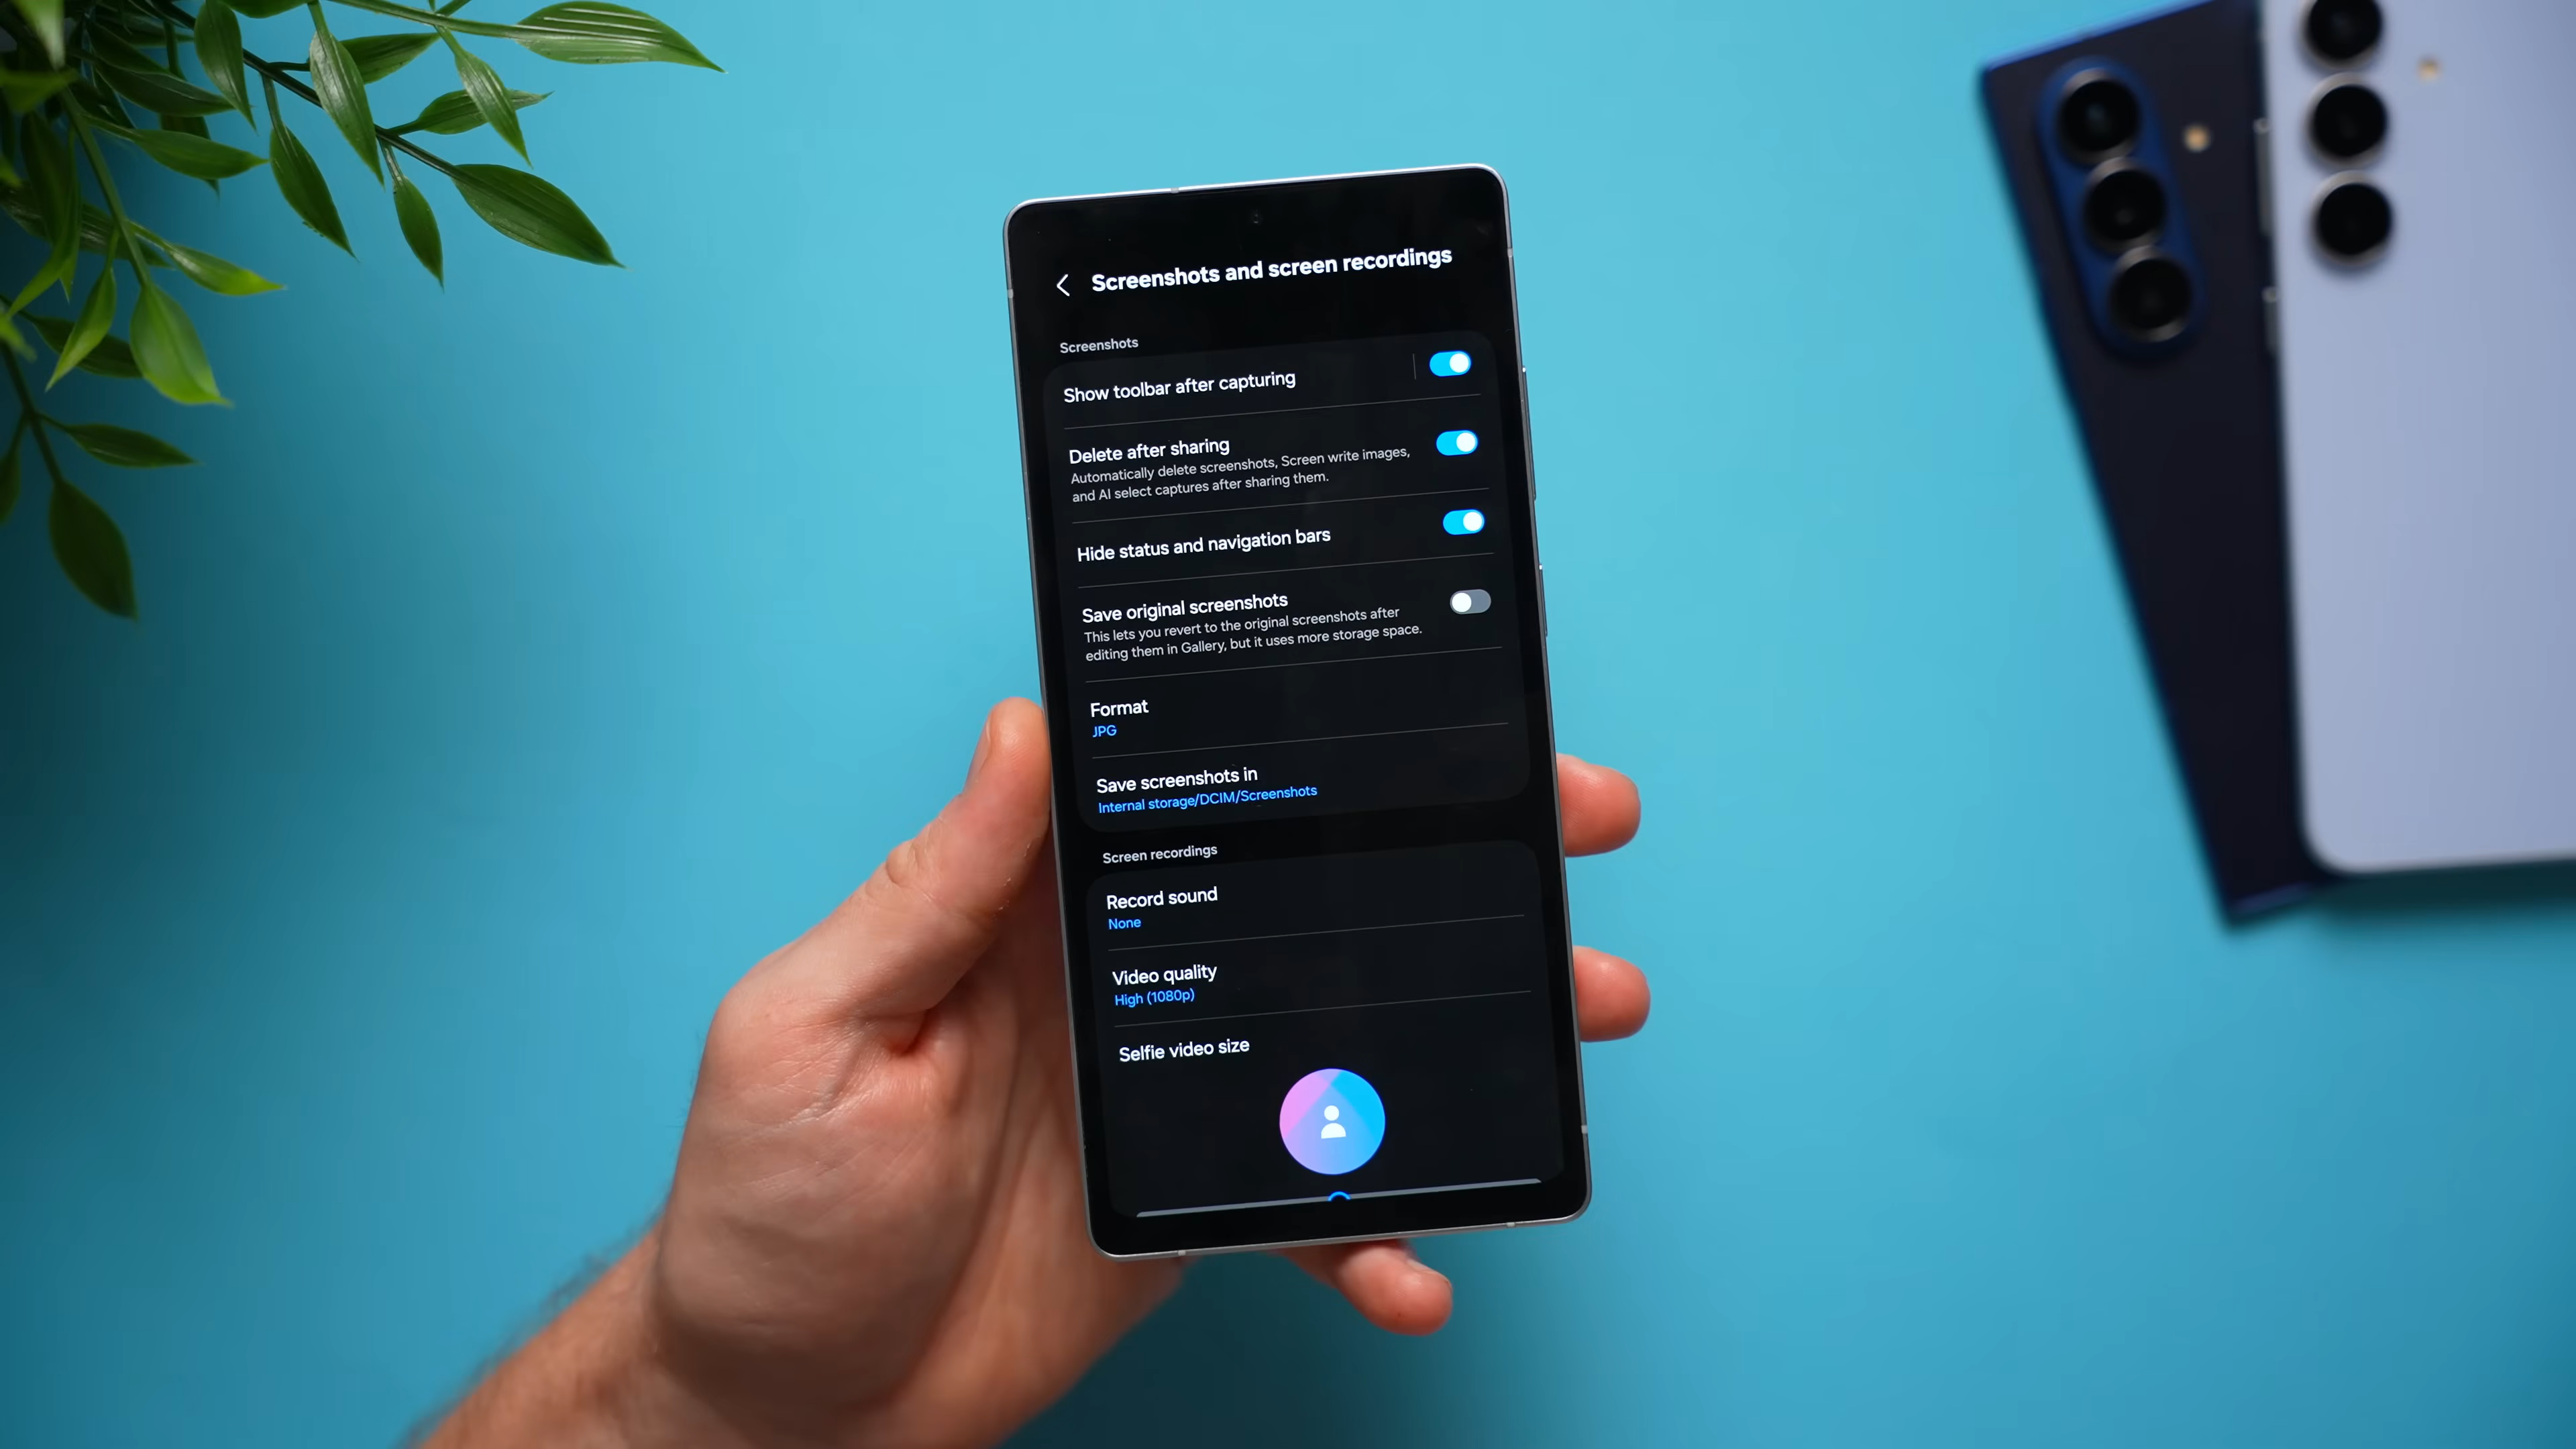 Screenshots and screen recordings
Screenshots
Show toolbar after capturing
Delete after sharing
Automatically delete screenshots, Screen write images,
and AI select captures after sharing them.
Hide status and navigation bars
Save original screenshots
This lets you revert to the original screenshots after
editing them in Gallery, but it uses more storage space.
Format
JPG
Save screenshots in
Internal storage/DCIM/Screenshots
Screen recordings
Record sound
None
Video quality
High (1080p)
Selfie video size